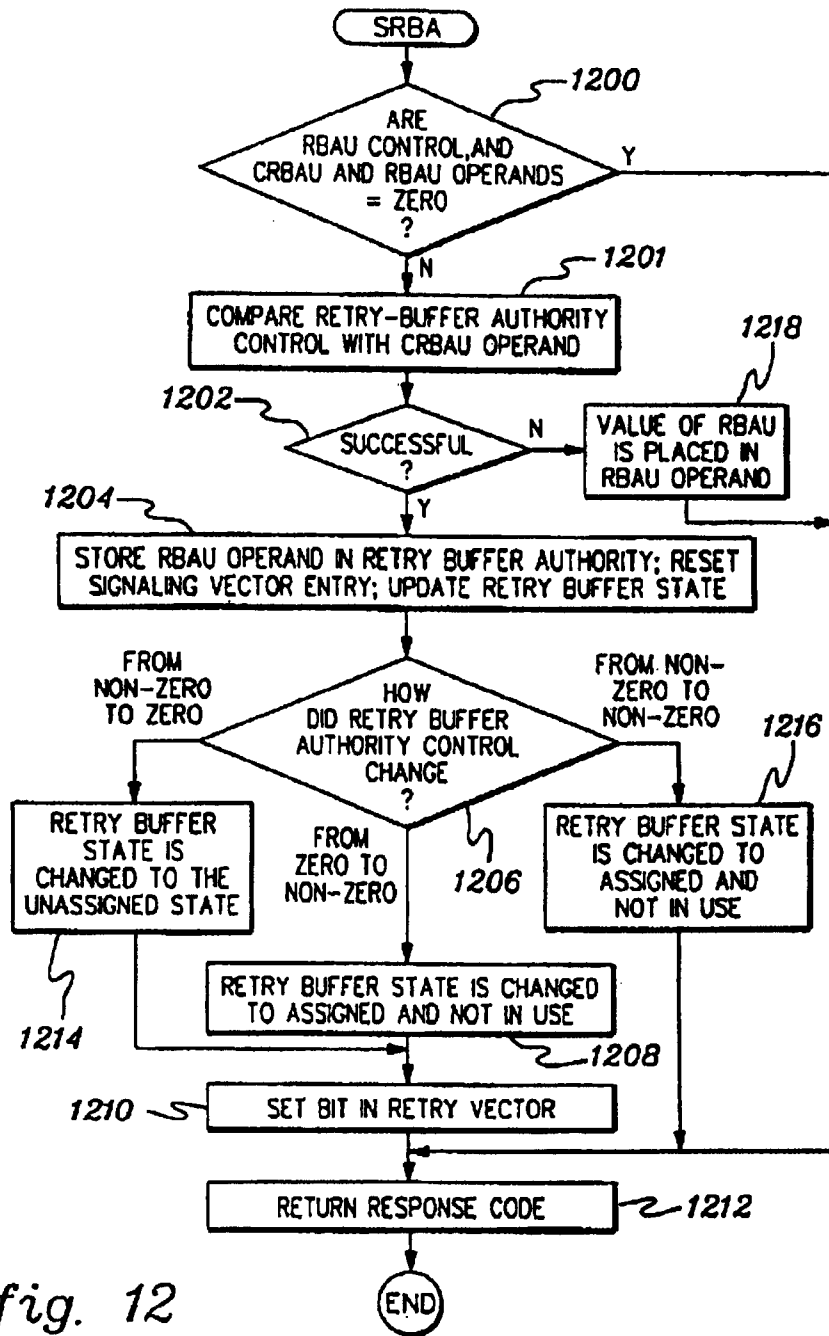 SRBA
1200
ARE
RBAU CONTROL,AND
CRBAU AND RBAU OPERANDS
= ZERO
?
Y
N
1201
COMPARE RETRY-BUFFER AUTHORITY
CONTROL WITH CRBAU OPERAND
1218
1202
SUCCESSFUL
?
N
VALUE OF RBAU
IS PLACED IN
RBAU OPERAND
Y
1204
STORE RBAU OPERAND IN RETRY BUFFER AUTHORITY; RESET
SIGNALING VECTOR ENTRY; UPDATE RETRY BUFFER STATE
FROM
NON-ZERO
TO ZERO
HOW
DID RETRY BUFFER
AUTHORITY CONTROL
CHANGE
?
FROM NON-
ZERO TO
NON-ZERO
1216
RETRY BUFFER
STATE IS
CHANGED TO THE
UNASSIGNED STATE
FROM
ZERO TO
NON-ZERO
1206
RETRY BUFFER STATE
IS CHANGED TO
ASSIGNED AND
NOT IN USE
RETRY BUFFER STATE IS CHANGED
TO ASSIGNED AND NOT IN USE
1214
1208
1210
SET BIT IN RETRY VECTOR
RETURN RESPONSE CODE
1212
END
fig. 12